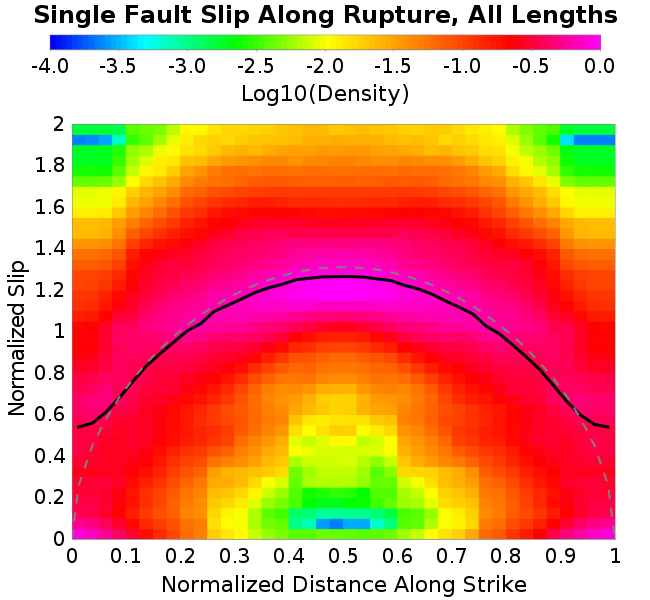 Single Fault Slip Along Rupture, All Lengths
-4.0 -3.5 -3.0 -2.5 -2.0 -1.5 -1.0 -0.5 0.0
Log10(Density)
2
1.8
1.6
1.4
1.2
1
0.8
0.6
0.4
0.2
0
Normalized Slip
0 0.1 0.2 0.3 0.4 0.5 0.6 0.7 0.8 0.9 1
Normalized Distance Along Strike